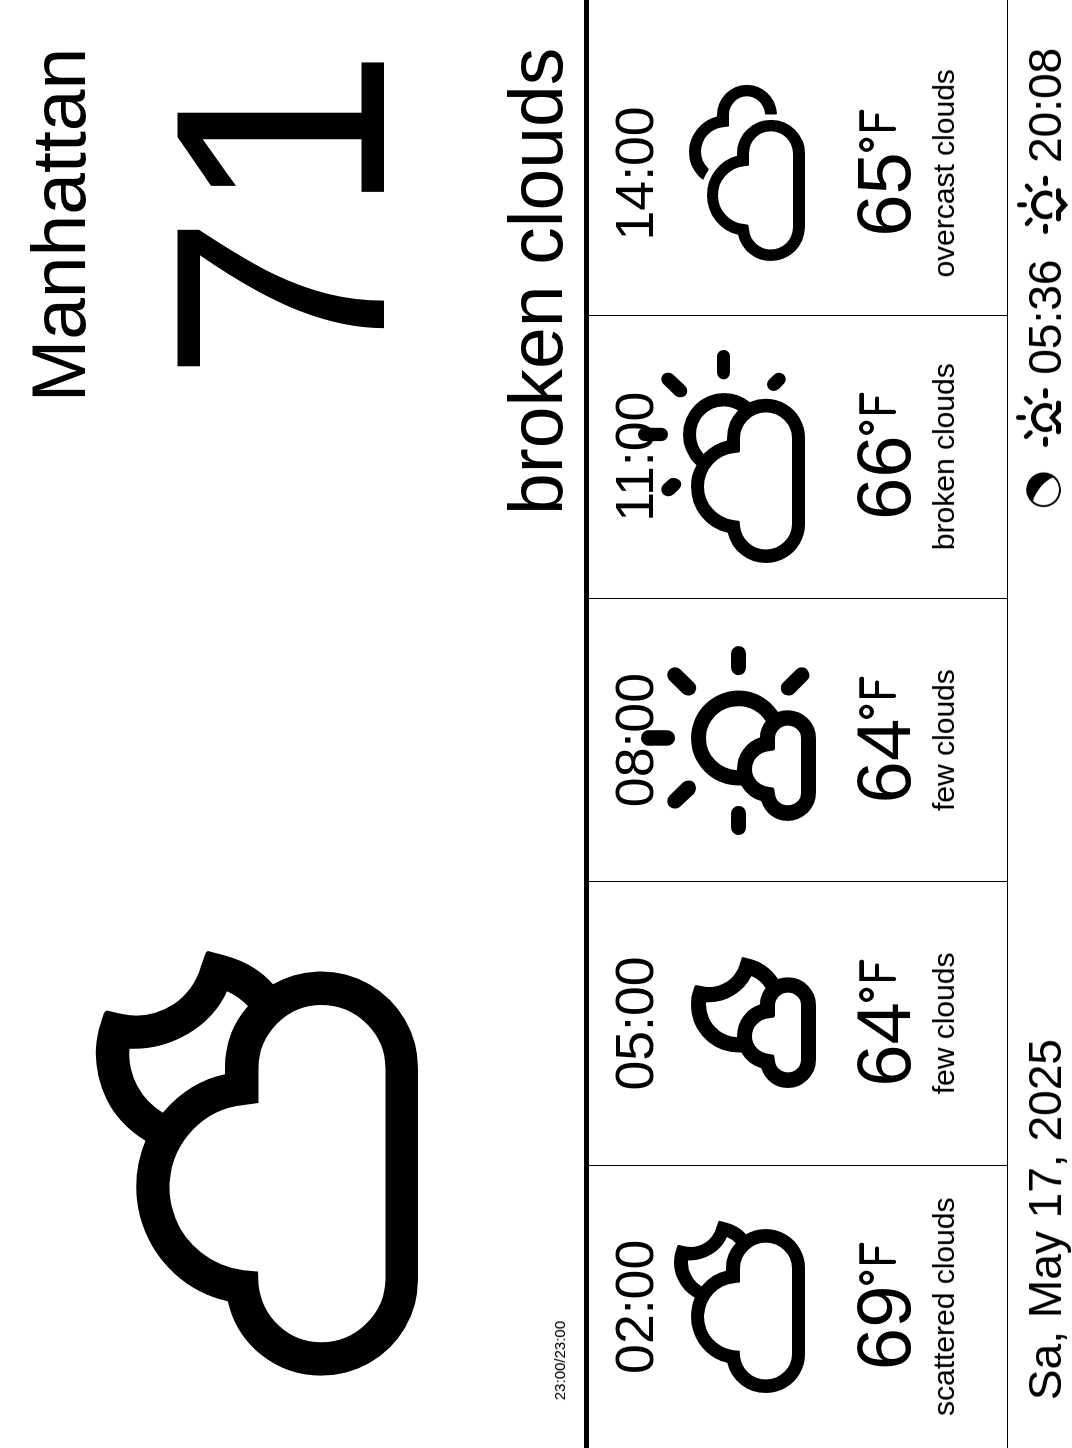 Manhattan
71
broken clouds
23:00/23:00
02:00
69°F
scattered clouds
05:00
64°F
few clouds
08:00
64°F
few clouds
11:00
66°F
broken clouds
14:00
65°F
overcast clouds
Sa, May 17, 2025
05:36
20:08